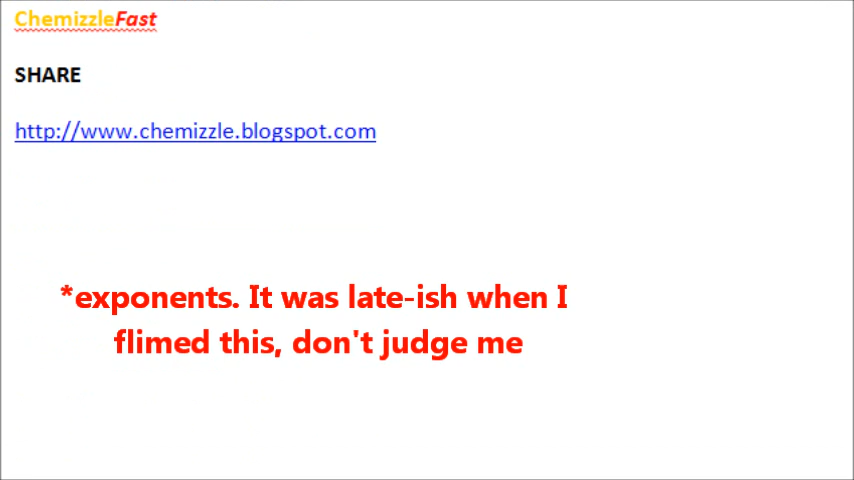 ChemizzleFast
SHARE
http://www.chemizzle.blogspot.com
*exponents. It was late-ish when I
flimed this, don't judge me